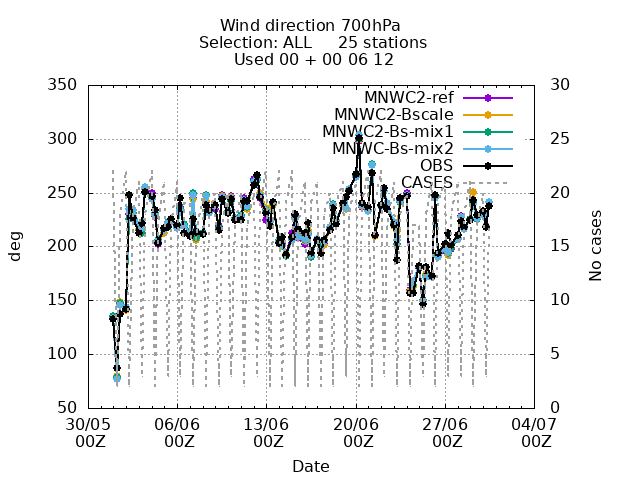 Wind direction 700hPa
Selection: ALL 25 stations
Used 00 + 00 06 12
350
300
250
200
150
100
50
30
25
20
15
10
5
0
deg
No cases
MNWC2-ref
MNWC2-Bscale
MNWC2-Bs-mix1
MNWC-Bs-mix2
OBS
CASES
30/05 06/06 13/06 20/06 27/06 04/07
00Z 00Z 00Z 00Z 00Z 00Z
Date